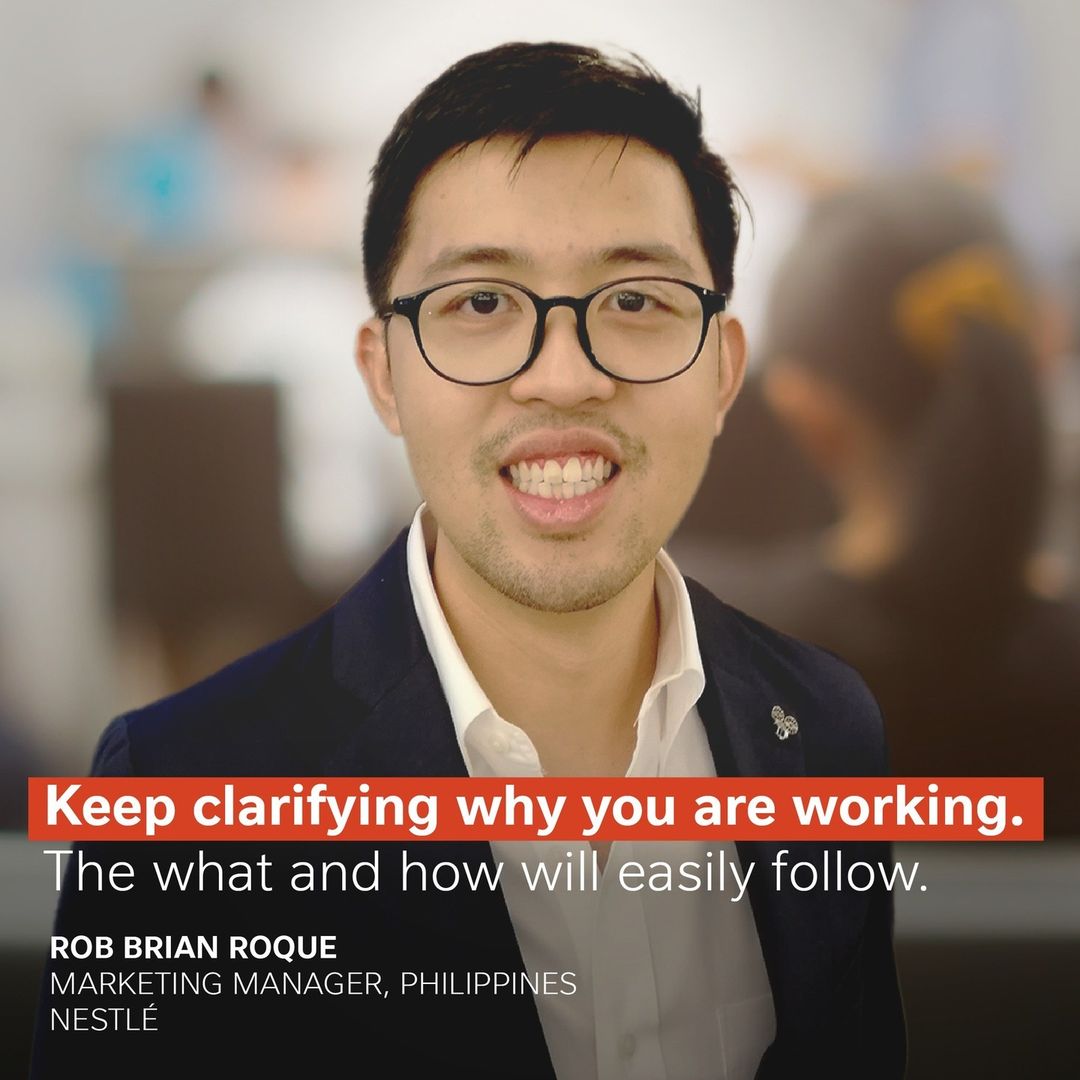 Keep clarifying why you are working.
The what and how will easily follow.
ROB BRIAN ROQUE
MARKETING MANAGER, PHILIPPINES
NESTLÉ